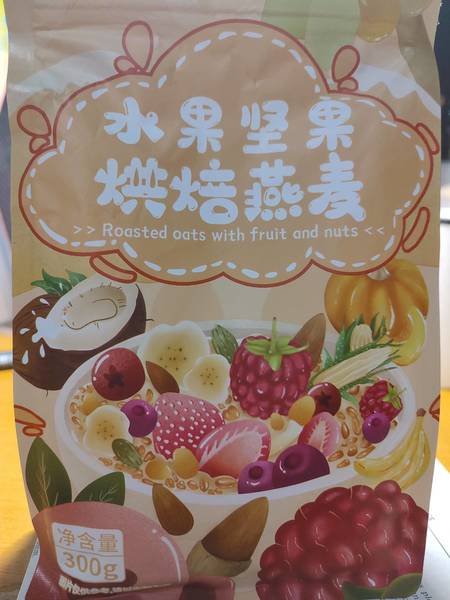 水果坚果
烘焙燕麦
>> Roasted oats with fruit and nuts <<
净含量
300g